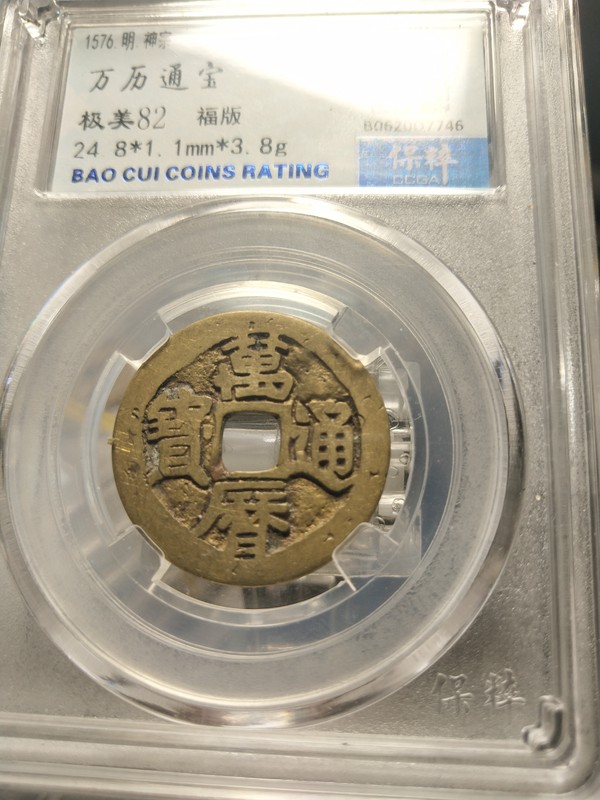 1576.明.神宗
万历通宝
极美82 福版
B062007746
24.8*1.1mm*3.8g
保粹
BAO CUI COINS RATING
萬
寶 通
曆
保粹